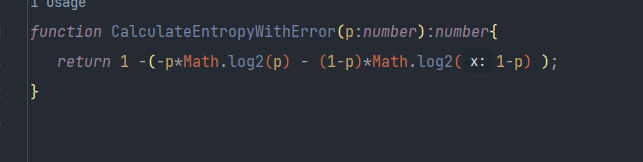 1 usage
function CalculateEntropyWithError(p:number):number{
return 1 -(-p*Math.log2(p) - (1-p)*Math.log2( x: 1-p) );
}